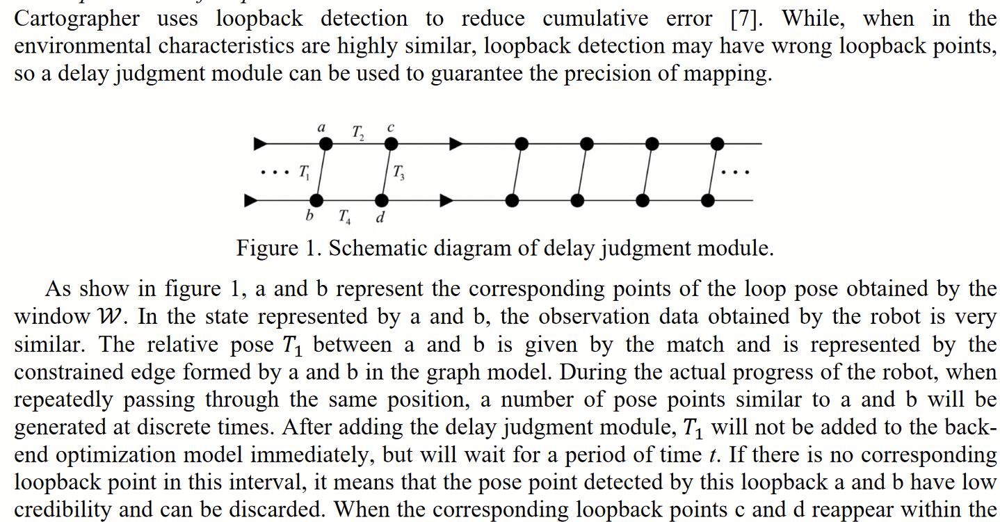 Cartographer uses loopback detection to reduce cumulative error [7]. While, when in the
environmental characteristics are highly similar, loopback detection may have wrong loopback points,
so a delay judgment module can be used to guarantee the precision of mapping.
a T₂ c
··· T₁ T₃ ···
b T₄ d
Figure 1. Schematic diagram of delay judgment module.
As show in figure 1, a and b represent the corresponding points of the loop pose obtained by the
window 𝒲. In the state represented by a and b, the observation data obtained by the robot is very
similar. The relative pose T₁ between a and b is given by the match and is represented by the
constrained edge formed by a and b in the graph model. During the actual progress of the robot, when
repeatedly passing through the same position, a number of pose points similar to a and b will be
generated at discrete times. After adding the delay judgment module, T₁ will not be added to the back-
end optimization model immediately, but will wait for a period of time t. If there is no corresponding
loopback point in this interval, it means that the pose point detected by this loopback a and b have low
credibility and can be discarded. When the corresponding loopback points c and d reappear within the